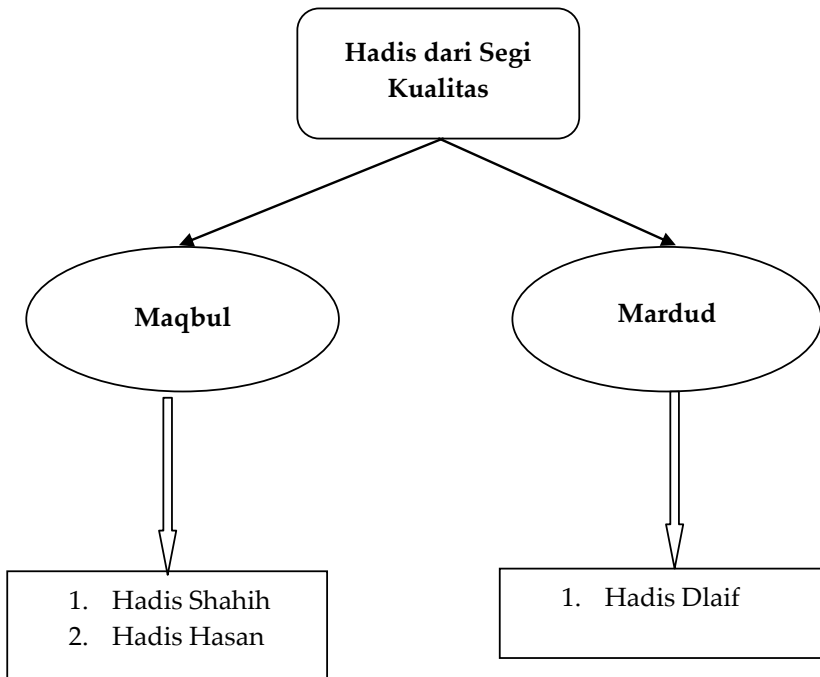 Hadis dari Segi
Kualitas
Maqbul
Mardud
1. Hadis Shahih
2. Hadis Hasan
1. Hadis Dlaif